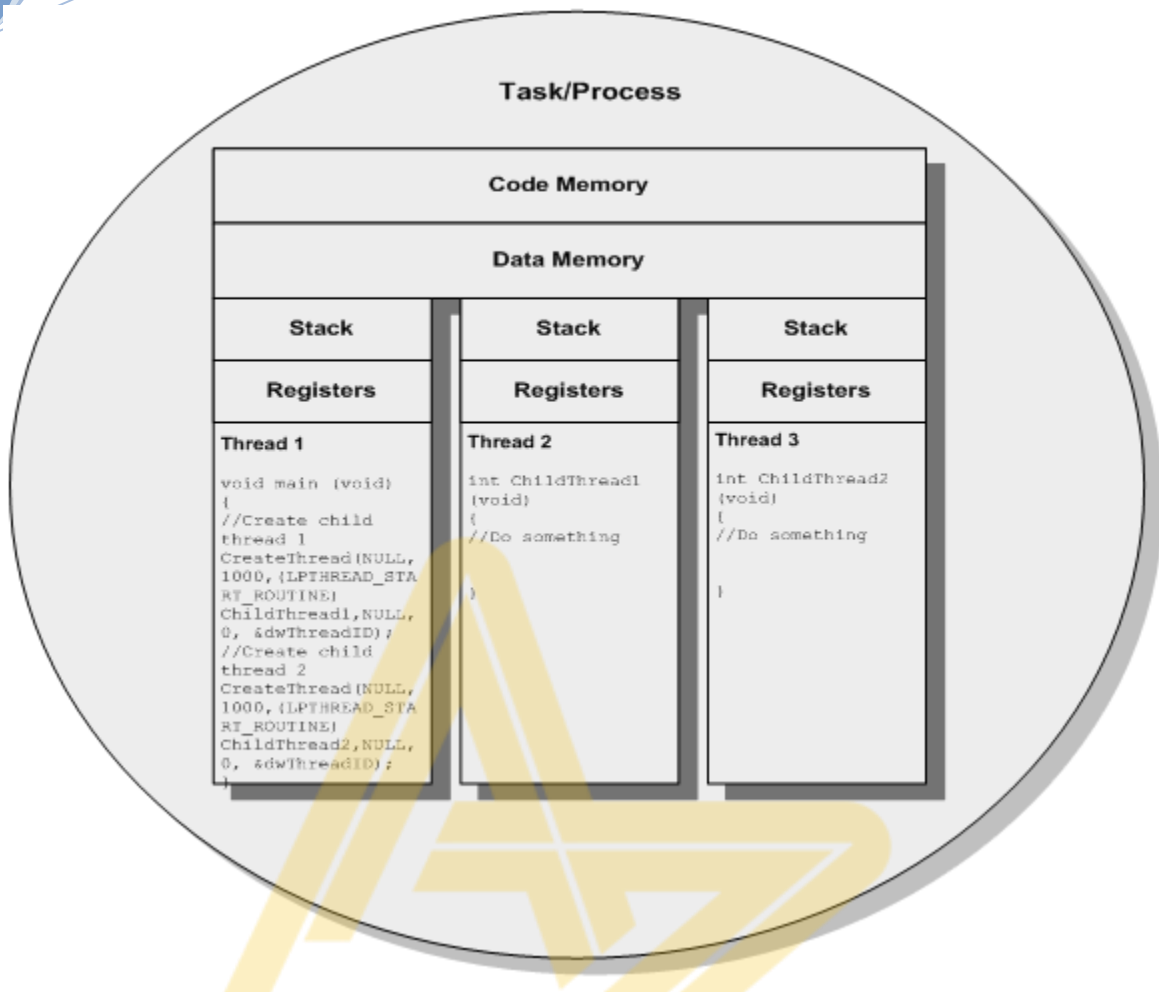 Task/Process
Code Memory
Data Memory
Stack
Registers
Thread 1
void main (void)
{
//Create child
thread 1
CreateThread(NULL,
1000,(LPTHREAD_STA
RT_ROUTINE)
ChildThread1,NULL,
0, &dwThreadID);
//Create child
thread 2
CreateThread(NULL,
1000,(LPTHREAD_STA
RT_ROUTINE)
ChildThread2,NULL,
0, &dwThreadID);
}
Stack
Registers
Thread 2
int ChildThread1
(void)
{
//Do something
}
Stack
Registers
Thread 3
int ChildThread2
(void)
{
//Do something
}